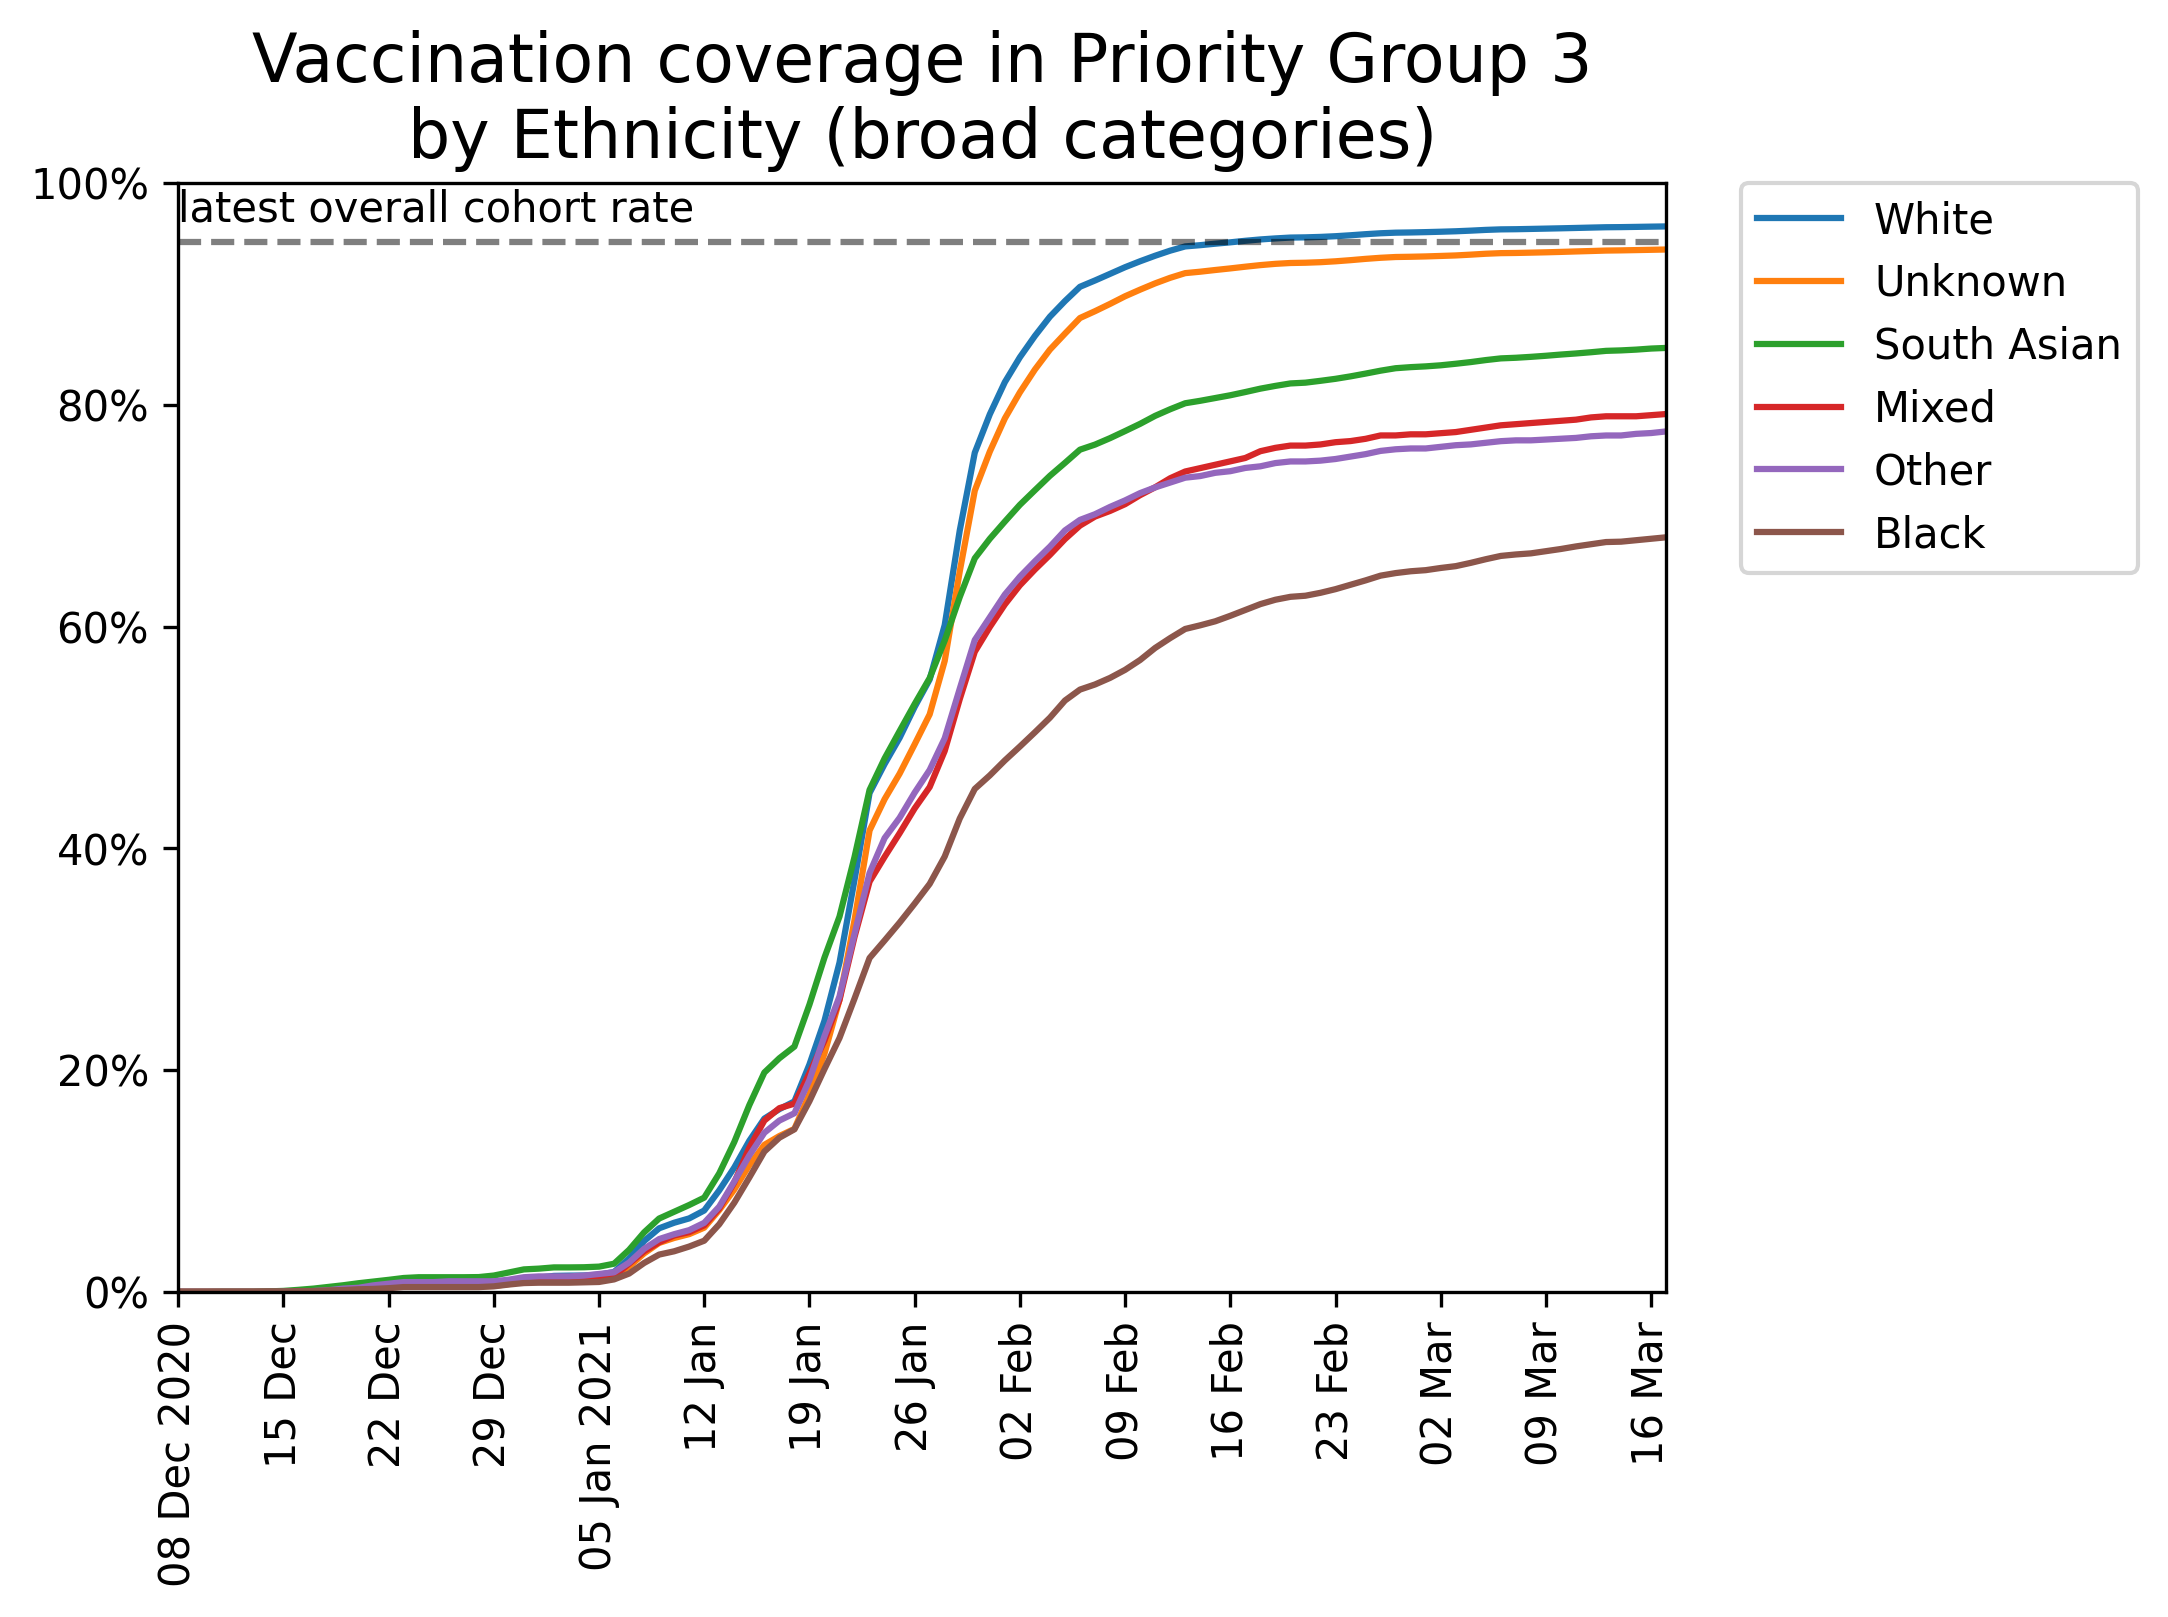 Vaccination coverage in Priority Group 3
by Ethnicity (broad categories)
100%
80%
60%
40%
20%
0%
latest overall cohort rate
White
Unknown
South Asian
Mixed
Other
Black
08 Dec 2020
15 Dec
22 Dec
29 Dec
05 Jan 2021
12 Jan
19 Jan
26 Jan
02 Feb
09 Feb
16 Feb
23 Feb
02 Mar
09 Mar
16 Mar